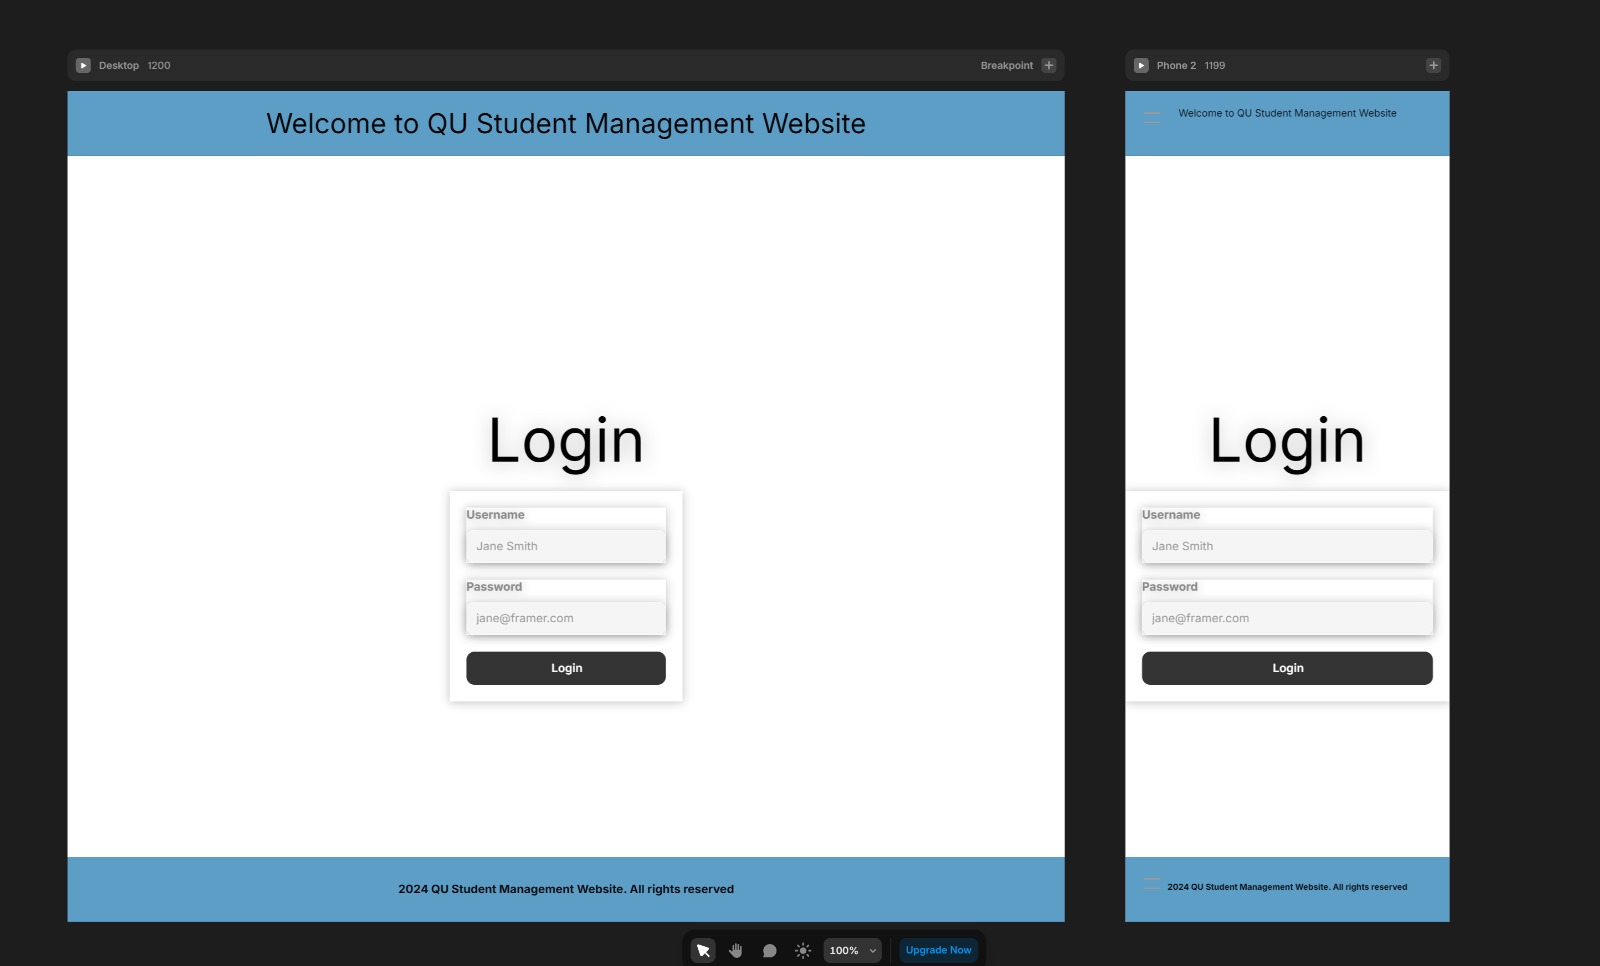 Desktop 1200
Breakpoint
Welcome to QU Student Management Website
Login
Username
Jane Smith
Password
jane@framer.com
Login
2024 QU Student Management Website. All rights reserved
Phone 2 1199
Welcome to QU Student Management Website
Login
Username
Jane Smith
Password
jane@framer.com
Login
2024 QU Student Management Website. All rights reserved
100%
Upgrade Now